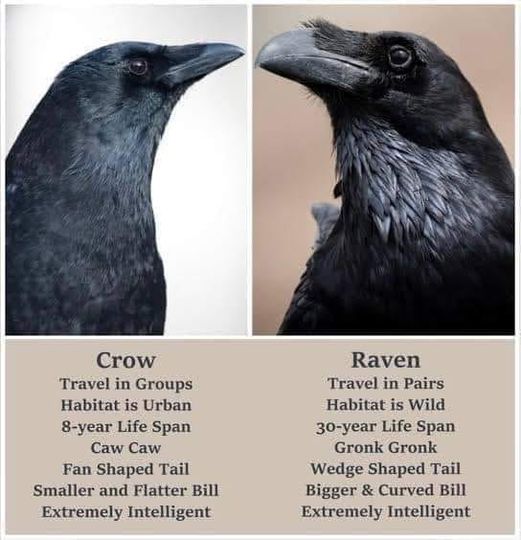 Crow
Travel in Groups
Habitat is Urban
8-year Life Span
Caw Caw
Fan Shaped Tail
Smaller and Flatter Bill
Extremely Intelligent
Raven
Travel in Pairs
Habitat is Wild
30-year Life Span
Gronk Gronk
Wedge Shaped Tail
Bigger & Curved Bill
Extremely Intelligent